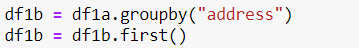 df1b = df1a.groupby("address")
df1b = df1b.first()